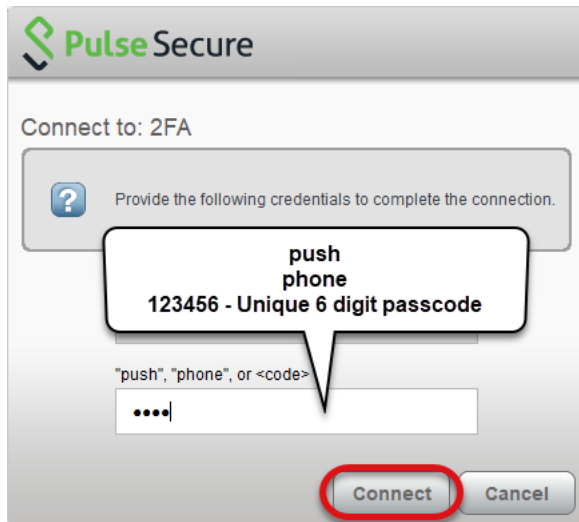 Pulse Secure
Connect to: 2FA
Provide the following credentials to complete the connection.
push
phone
123456 - Unique 6 digit passcode
"push", "phone", or <code>
Connect
Cancel